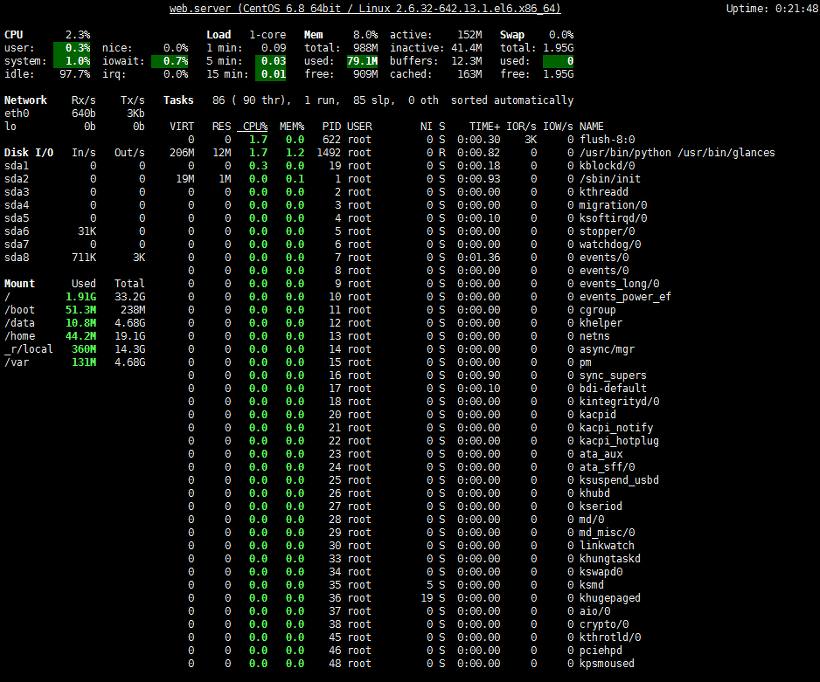 web.server (CentOS 6.8 64bit / Linux 2.6.32-642.13.1.el6.x86_64) Uptime: 0:21:48
CPU 2.3% Load 1-core Mem 8.0% active: 152M Swap 0.0%
user: 0.3% nice: 0.0% 1 min: 0.09 total: 988M inactive: 41.4M total: 1.95G
system: 1.0% iowait: 0.7% 5 min: 0.03 used: 79.1M buffers: 12.3M used: 0
idle: 97.7% irq: 0.0% 15 min: 0.01 free: 909M cached: 163M free: 1.95G
Network Rx/s Tx/s Tasks 86 ( 90 thr), 1 run, 85 slp, 0 oth sorted automatically
eth0 640b 3Kb
lo 0b 0b VIRT RES CPU% MEM% PID USER NI S TIME+ IOR/s IOW/s NAME
0 0 1.7 0.0 622 root 0 S 0:00.30 3K 0 flush-8:0
Disk I/O In/s Out/s 206M 12M 1.7 1.2 1492 root 0 R 0:00.82 0 0 /usr/bin/python /usr/bin/glances
sda1 0 0 0 0 0.3 0.0 19 root 0 S 0:00.18 0 0 kblockd/0
sda2 0 0 19M 1M 0.0 0.1 1 root 0 S 0:00.93 0 0 /sbin/init
sda3 0 0 0 0 0.0 0.0 2 root 0 S 0:00.00 0 0 kthreadd
sda4 0 0 0 0 0.0 0.0 3 root 0 S 0:00.00 0 0 migration/0
sda5 0 0 0 0 0.0 0.0 4 root 0 S 0:00.10 0 0 ksoftirqd/0
sda6 31K 0 0 0 0.0 0.0 5 root 0 S 0:00.00 0 0 stopper/0
sda7 0 0 0 0 0.0 0.0 6 root 0 S 0:00.00 0 0 watchdog/0
sda8 711K 3K 0 0 0.0 0.0 7 root 0 S 0:01.36 0 0 events/0
0 0 0.0 0.0 8 root 0 S 0:00.00 0 0 events/0
Mount Used Total 0 0 0.0 0.0 9 root 0 S 0:00.00 0 0 events_long/0
/ 1.91G 33.2G 0 0 0.0 0.0 10 root 0 S 0:00.00 0 0 events_power_ef
/boot 51.3M 238M 0 0 0.0 0.0 11 root 0 S 0:00.00 0 0 cgroup
/data 10.8M 4.68G 0 0 0.0 0.0 12 root 0 S 0:00.00 0 0 khelper
/home 44.2M 19.1G 0 0 0.0 0.0 13 root 0 S 0:00.00 0 0 netns
_r/local 360M 14.3G 0 0 0.0 0.0 14 root 0 S 0:00.00 0 0 async/mgr
/var 131M 4.68G 0 0 0.0 0.0 15 root 0 S 0:00.00 0 0 pm
0 0 0.0 0.0 16 root 0 S 0:00.90 0 0 sync_supers
0 0 0.0 0.0 17 root 0 S 0:00.10 0 0 bdi-default
0 0 0.0 0.0 18 root 0 S 0:00.00 0 0 kintegrityd/0
0 0 0.0 0.0 20 root 0 S 0:00.00 0 0 kacpid
0 0 0.0 0.0 21 root 0 S 0:00.00 0 0 kacpi_notify
0 0 0.0 0.0 22 root 0 S 0:00.00 0 0 kacpi_hotplug
0 0 0.0 0.0 23 root 0 S 0:00.00 0 0 ata_aux
0 0 0.0 0.0 24 root 0 S 0:00.00 0 0 ata_sff/0
0 0 0.0 0.0 25 root 0 S 0:00.00 0 0 ksuspend_usbd
0 0 0.0 0.0 26 root 0 S 0:00.00 0 0 khubd
0 0 0.0 0.0 27 root 0 S 0:00.00 0 0 kseriod
0 0 0.0 0.0 28 root 0 S 0:00.00 0 0 md/0
0 0 0.0 0.0 29 root 0 S 0:00.00 0 0 md_misc/0
0 0 0.0 0.0 30 root 0 S 0:00.00 0 0 linkwatch
0 0 0.0 0.0 33 root 0 S 0:00.00 0 0 khungtaskd
0 0 0.0 0.0 34 root 0 S 0:00.00 0 0 kswapd0
0 0 0.0 0.0 35 root 5 S 0:00.00 0 0 ksmd
0 0 0.0 0.0 36 root 19 S 0:00.00 0 0 khugepaged
0 0 0.0 0.0 37 root 0 S 0:00.00 0 0 aio/0
0 0 0.0 0.0 38 root 0 S 0:00.00 0 0 crypto/0
0 0 0.0 0.0 45 root 0 S 0:00.00 0 0 kthrotld/0
0 0 0.0 0.0 46 root 0 S 0:00.00 0 0 pciehpd
0 0 0.0 0.0 48 root 0 S 0:00.00 0 0 kpsmoused